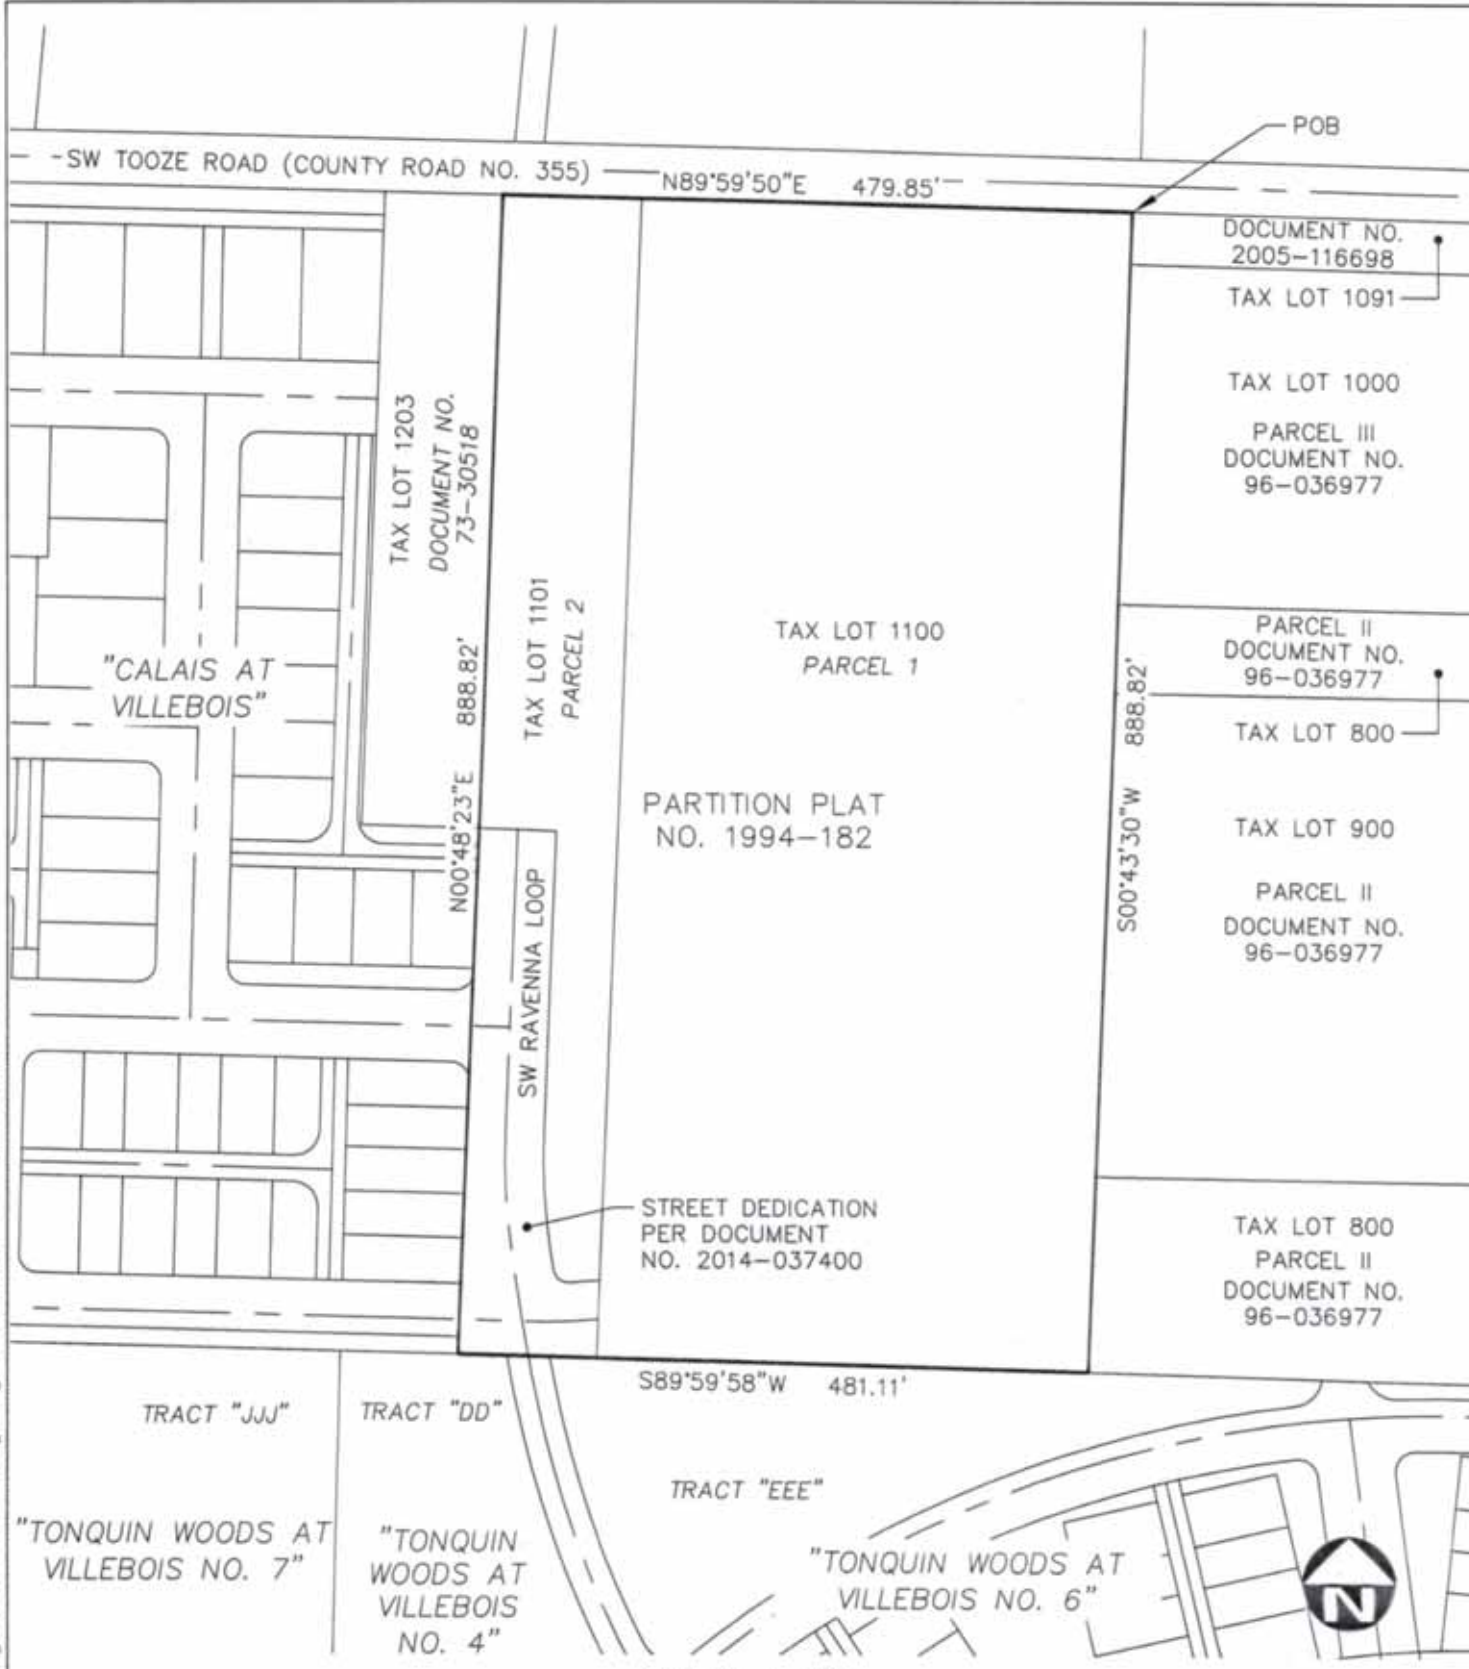 POB
SW TOOZE ROAD (COUNTY ROAD NO. 355)
N89°59'50"E 479.85'
DOCUMENT NO.
2005-116698
TAX LOT 1091
TAX LOT 1000
PARCEL III
DOCUMENT NO.
96-036977
TAX LOT 1203
DOCUMENT NO.
73-30518
TAX LOT 1101
PARCEL 2
TAX LOT 1100
PARCEL 1
PARCEL II
DOCUMENT NO.
96-036977
TAX LOT 800
"CALAIS AT
VILLEBOIS"
N00°48'23"E 888.82'
S00°43'30"W 888.82'
PARTITION PLAT
NO. 1994-182
TAX LOT 900
PARCEL II
DOCUMENT NO.
96-036977
SW RAVENNA LOOP
STREET DEDICATION
PER DOCUMENT
NO. 2014-037400
TAX LOT 800
PARCEL II
DOCUMENT NO.
96-036977
S89°59'58"W 481.11'
TRACT "JJJ"
TRACT "DD"
TRACT "EEE"
"TONQUIN WOODS AT
VILLEBOIS NO. 7"
"TONQUIN
WOODS AT
VILLEBOIS
NO. 4"
"TONQUIN WOODS AT
VILLEBOIS NO. 6"
N